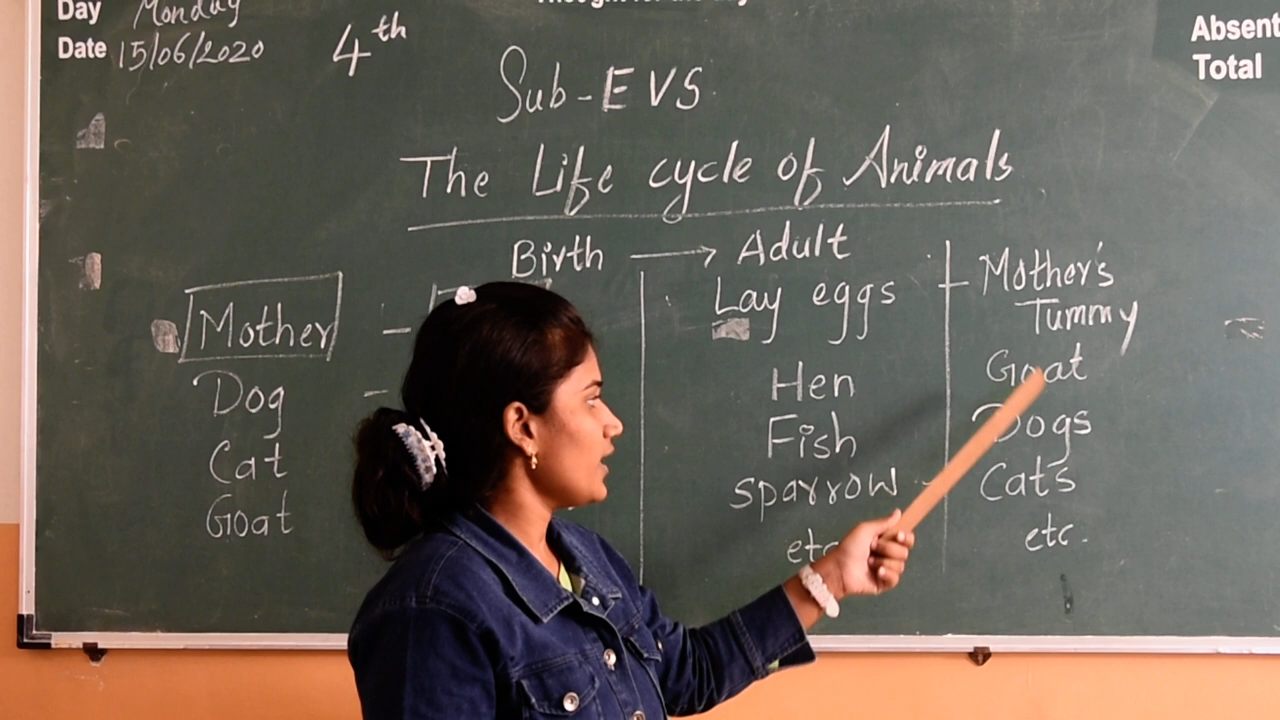 Day Monday
Date 15/06/2020
4th
Absent
Total
Sub-EVS
The Life cycle of Animals
Birth → Adult
Mother -
Dog -
Cat
Goat
Lay eggs
Hen
Fish
Sparrow
etc
- Mother's
Tummy
Goat
Dogs
Cats
etc.